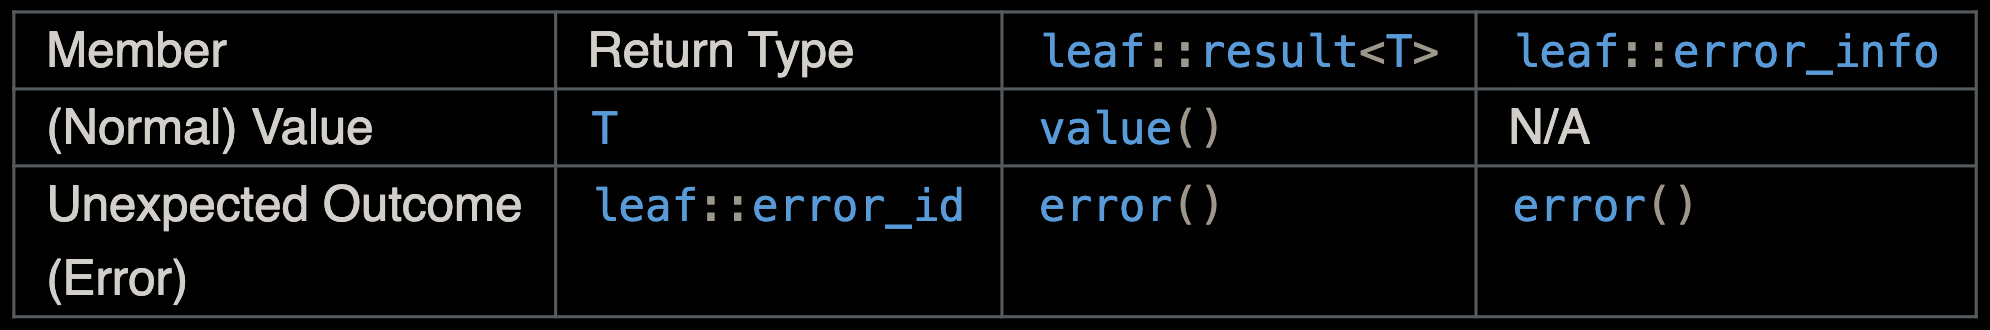 Member Return Type leaf::result<T> leaf::error_info
(Normal) Value T value() N/A
Unexpected Outcome leaf::error_id error() error()
(Error)